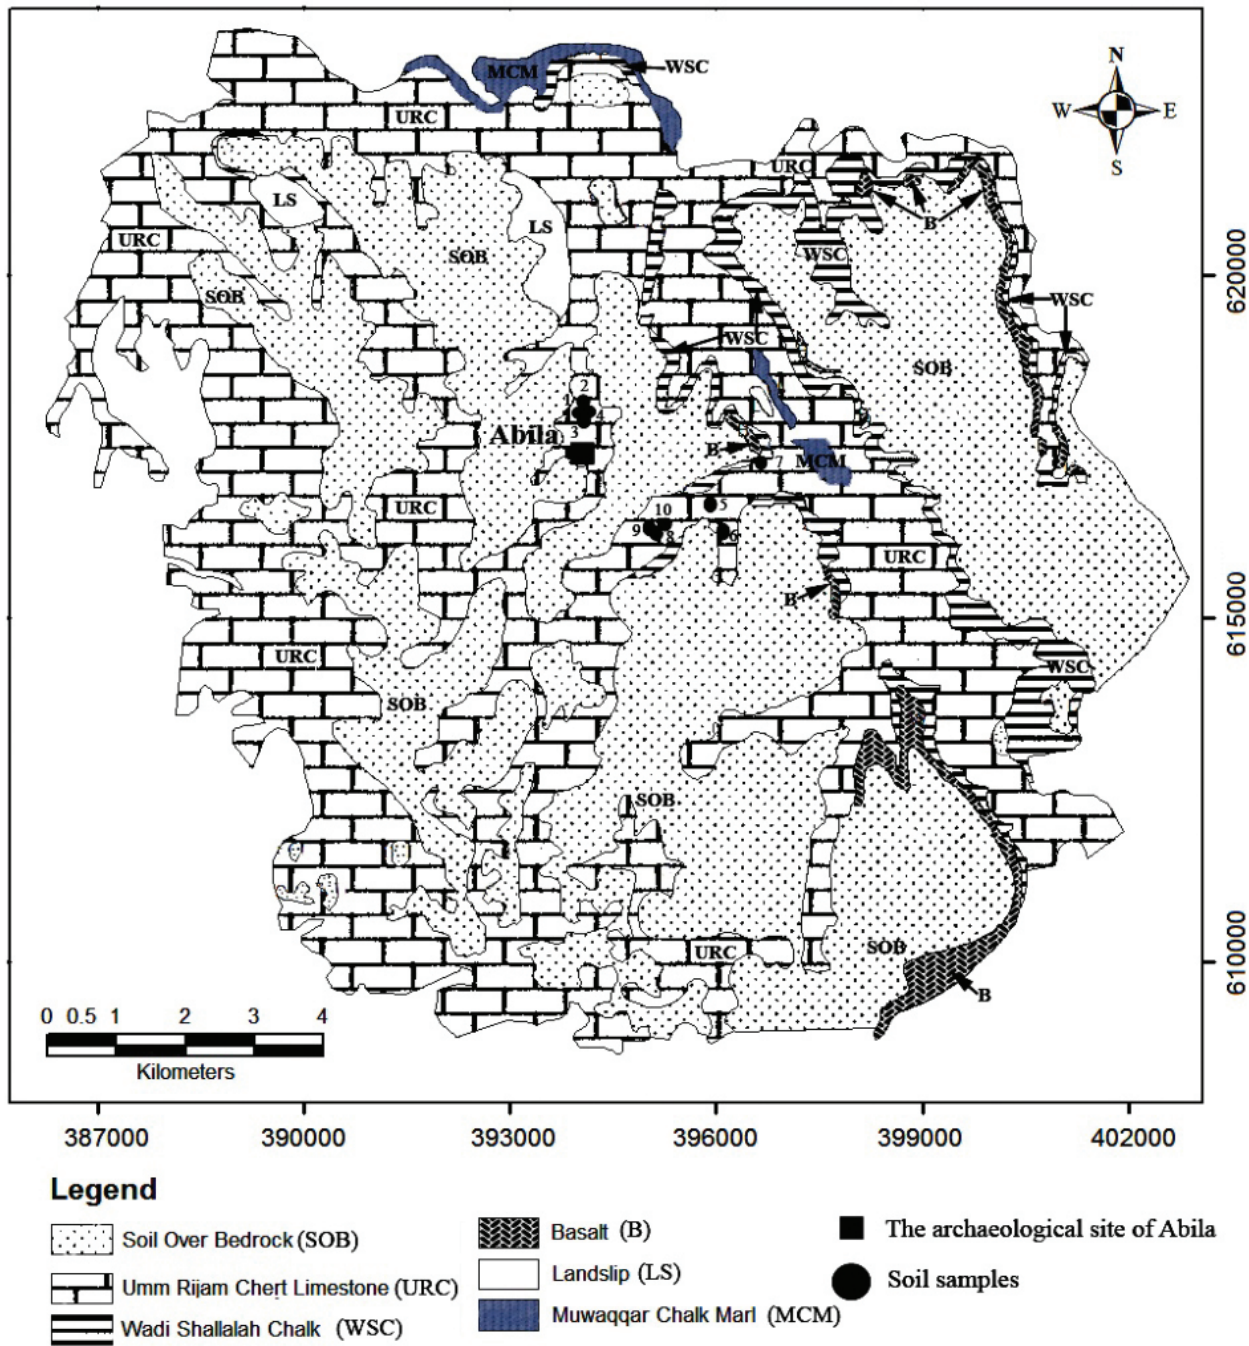 MCM
WSC
N
W E
S
URC
URC
LS
LS
B
URC
SOB
WSC
SOB
WSC
620000
WSC
SOB
2
1
4
3
Abila
B
7
MCM
URC
10
5
9
8
6
URC
B
615000
URC
WSC
SOB
SOB
URC
SOB
610000
B
0 0.5 1 2 3 4
Kilometers
387000 390000 393000 396000 399000 402000
Legend
Soil Over Bedrock (SOB)
Umm Rijam Chert Limestone (URC)
Wadi Shallalah Chalk (WSC)
Basalt (B)
Landslip (LS)
Muwaqqar Chalk Marl (MCM)
The archaeological site of Abila
Soil samples